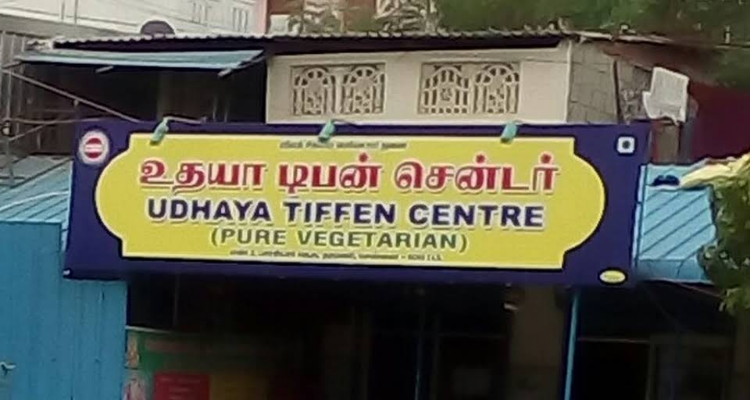 உதயா டிபன் சென்டர்
UDHAYA TIFFEN CENTRE
(PURE VEGETARIAN)